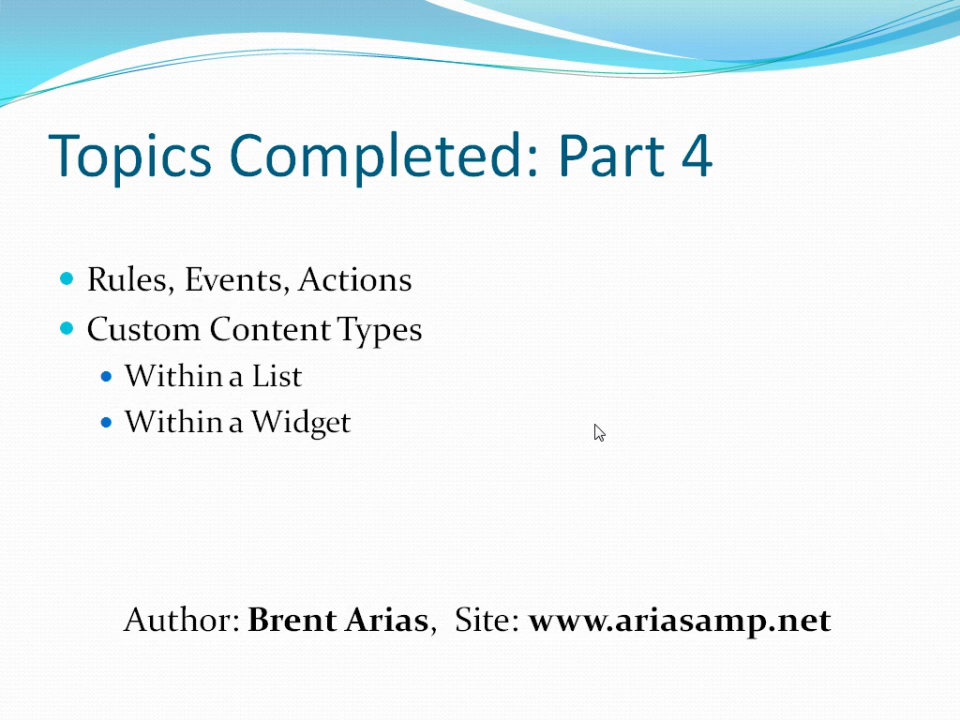 Topics Completed: Part 4
Rules, Events, Actions
Custom Content Types
Within a List
Within a Widget
Author: Brent Arias, Site: www.ariasamp.net